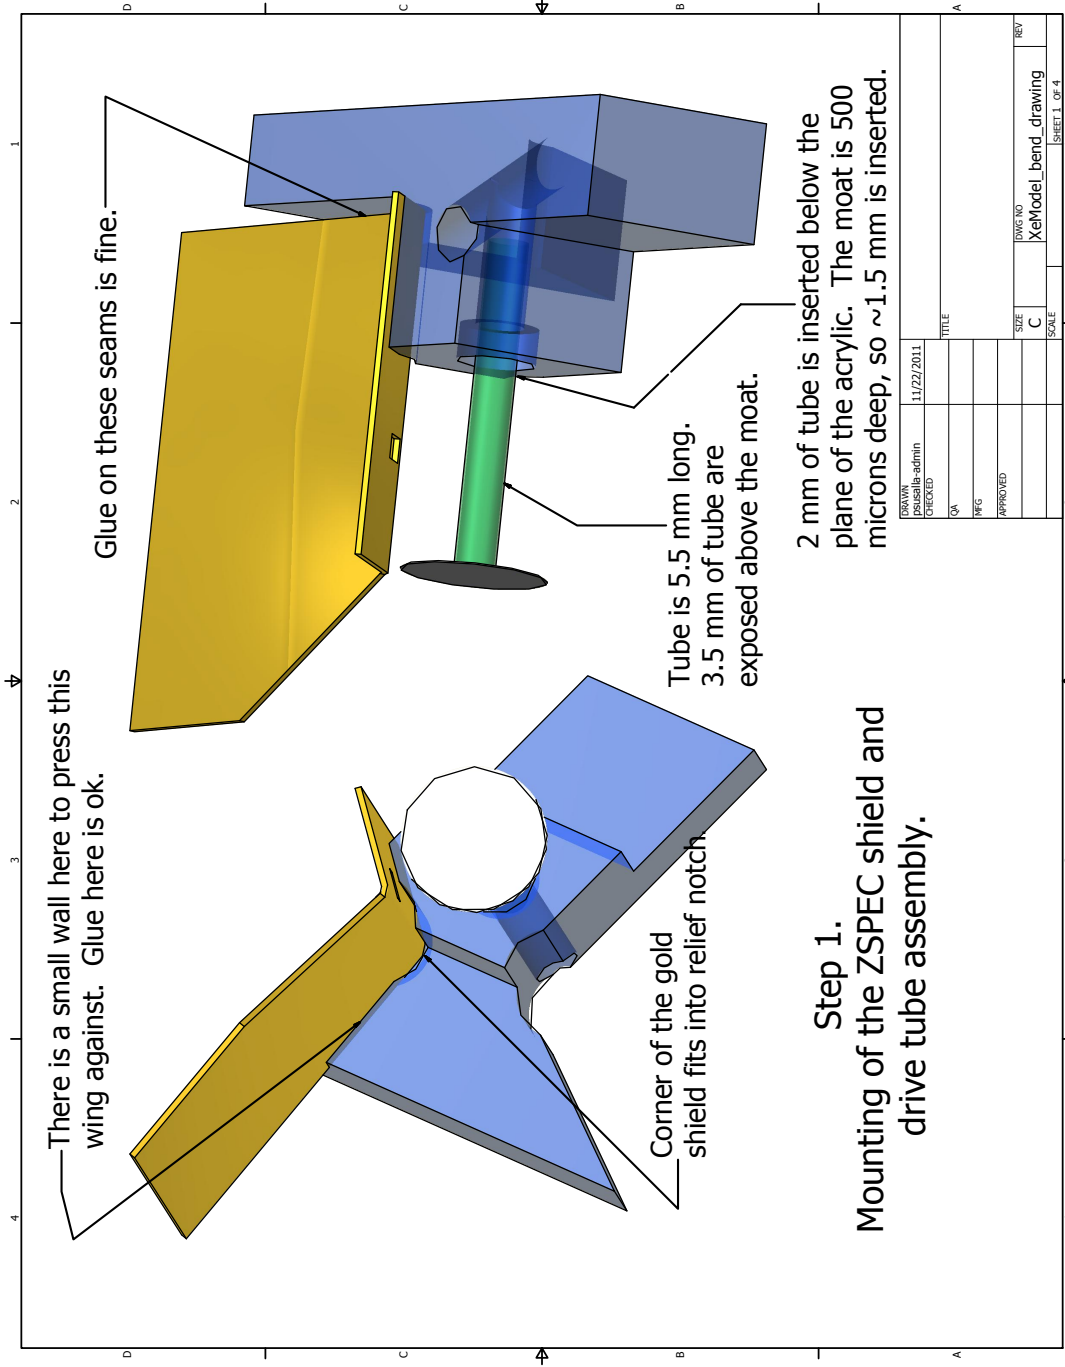 There is a small wall here to press this
wing against.  Glue here is ok.
Glue on these seams is fine.
Corner of the gold
shield fits into relief notch.
Tube is 5.5 mm long.
3.5 mm of tube are
exposed above the moat.
2 mm of tube is inserted below the
plane of the acrylic.  The moat is 500
microns deep, so ~1.5 mm is inserted.
Step 1.
Mounting of the ZSPEC shield and
drive tube assembly.
DRAWN
psusalla-admin
11/22/2011
CHECKED
QA
MFG
APPROVED
TITLE
SIZE
C
DWG NO
XeModel_bend_drawing
REV
SCALE
SHEET 1 OF 4
4
3
2
1
D
C
B
A
D
C
B
A